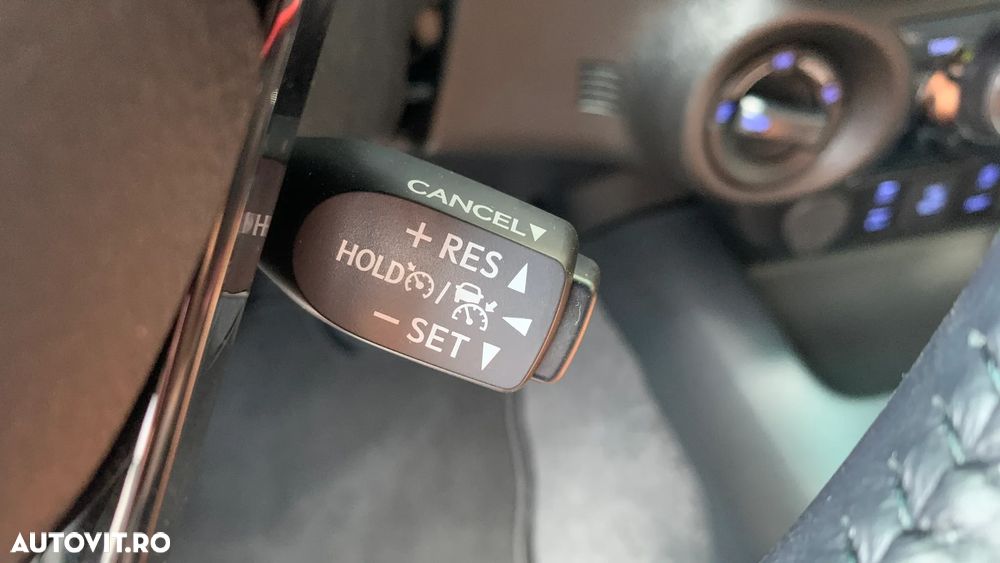 CANCEL▼
+ RES ▲
HOLD / ◀
− SET ▼
AUTOVIT.RO